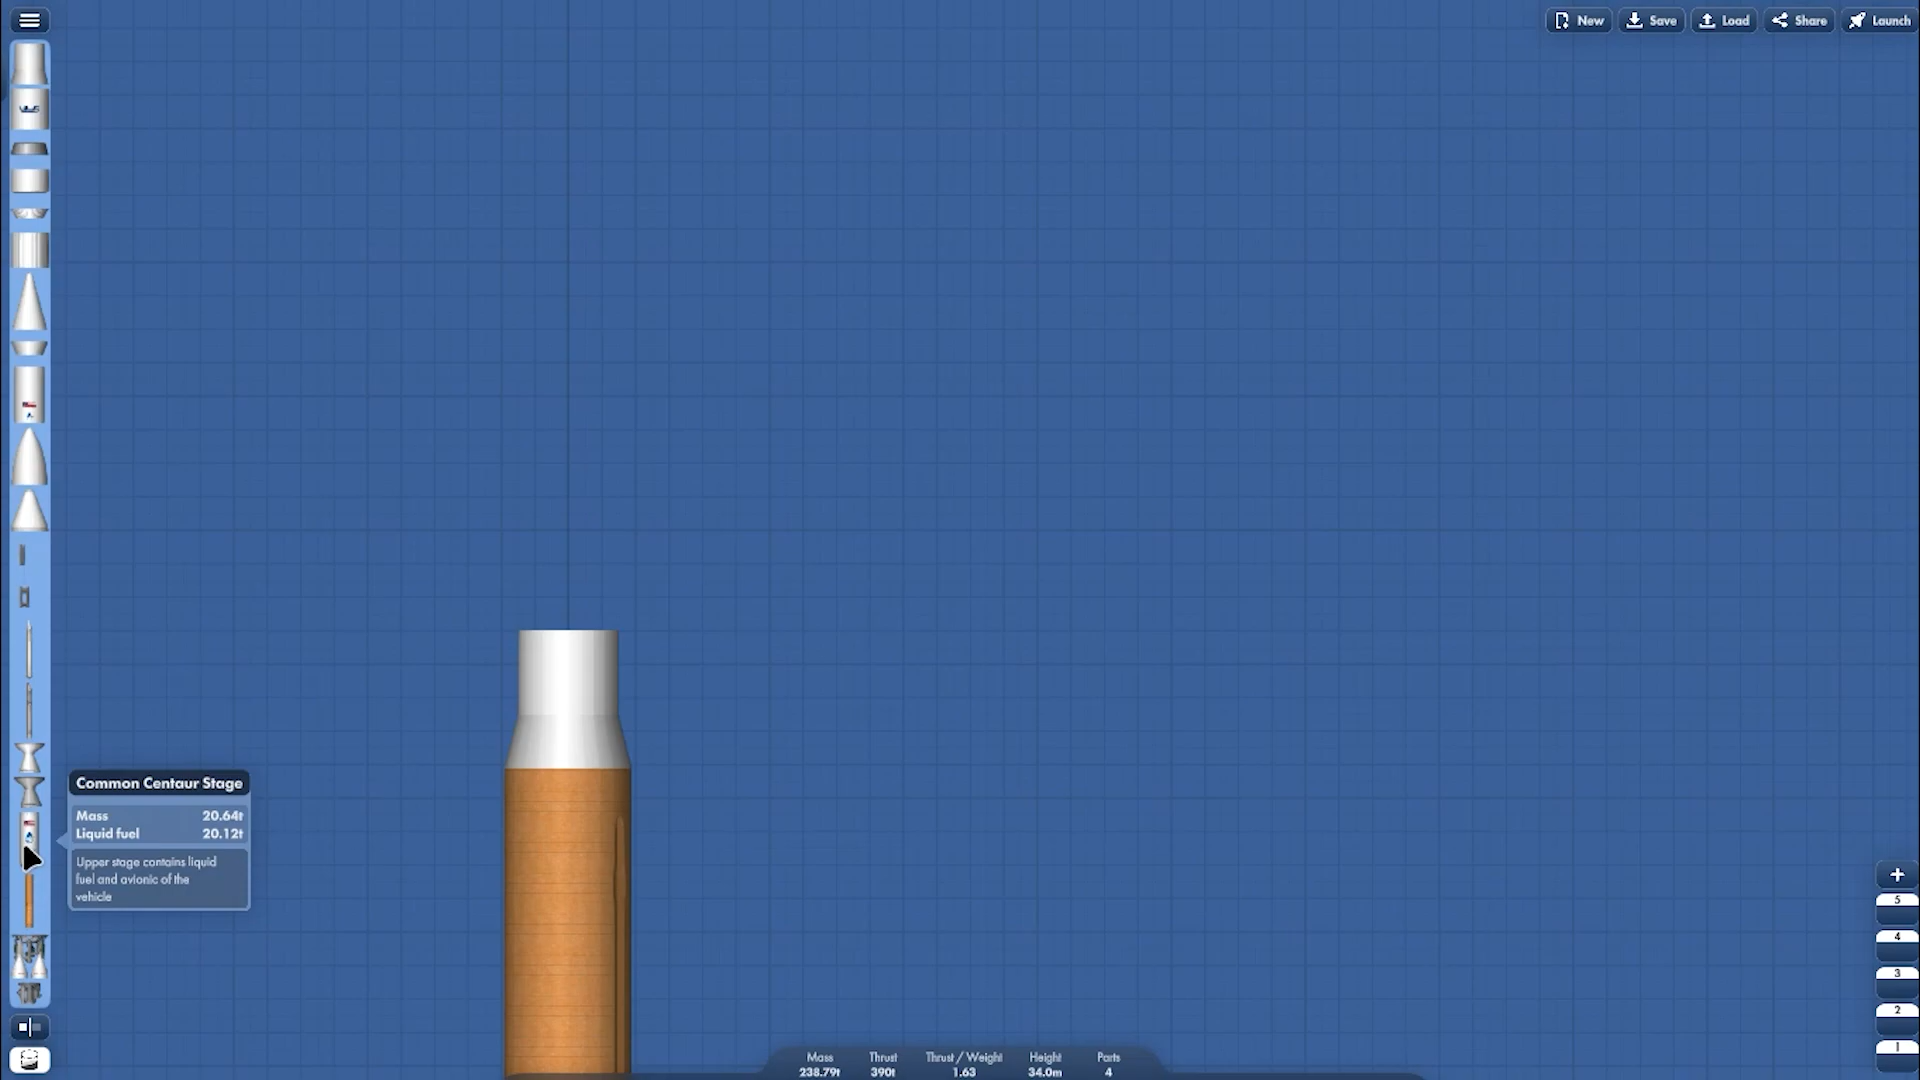 New
Save
Load
Share
Launch
Common Centaur Stage
Mass 20.64t
Liquid fuel 20.12t
Upper stage contains liquid
fuel and avionic of the
vehicle
+
5
4
3
2
1
Mass Thrust Thrust / Weight Height Parts
238.79t 390t 1.63 34.0m 4